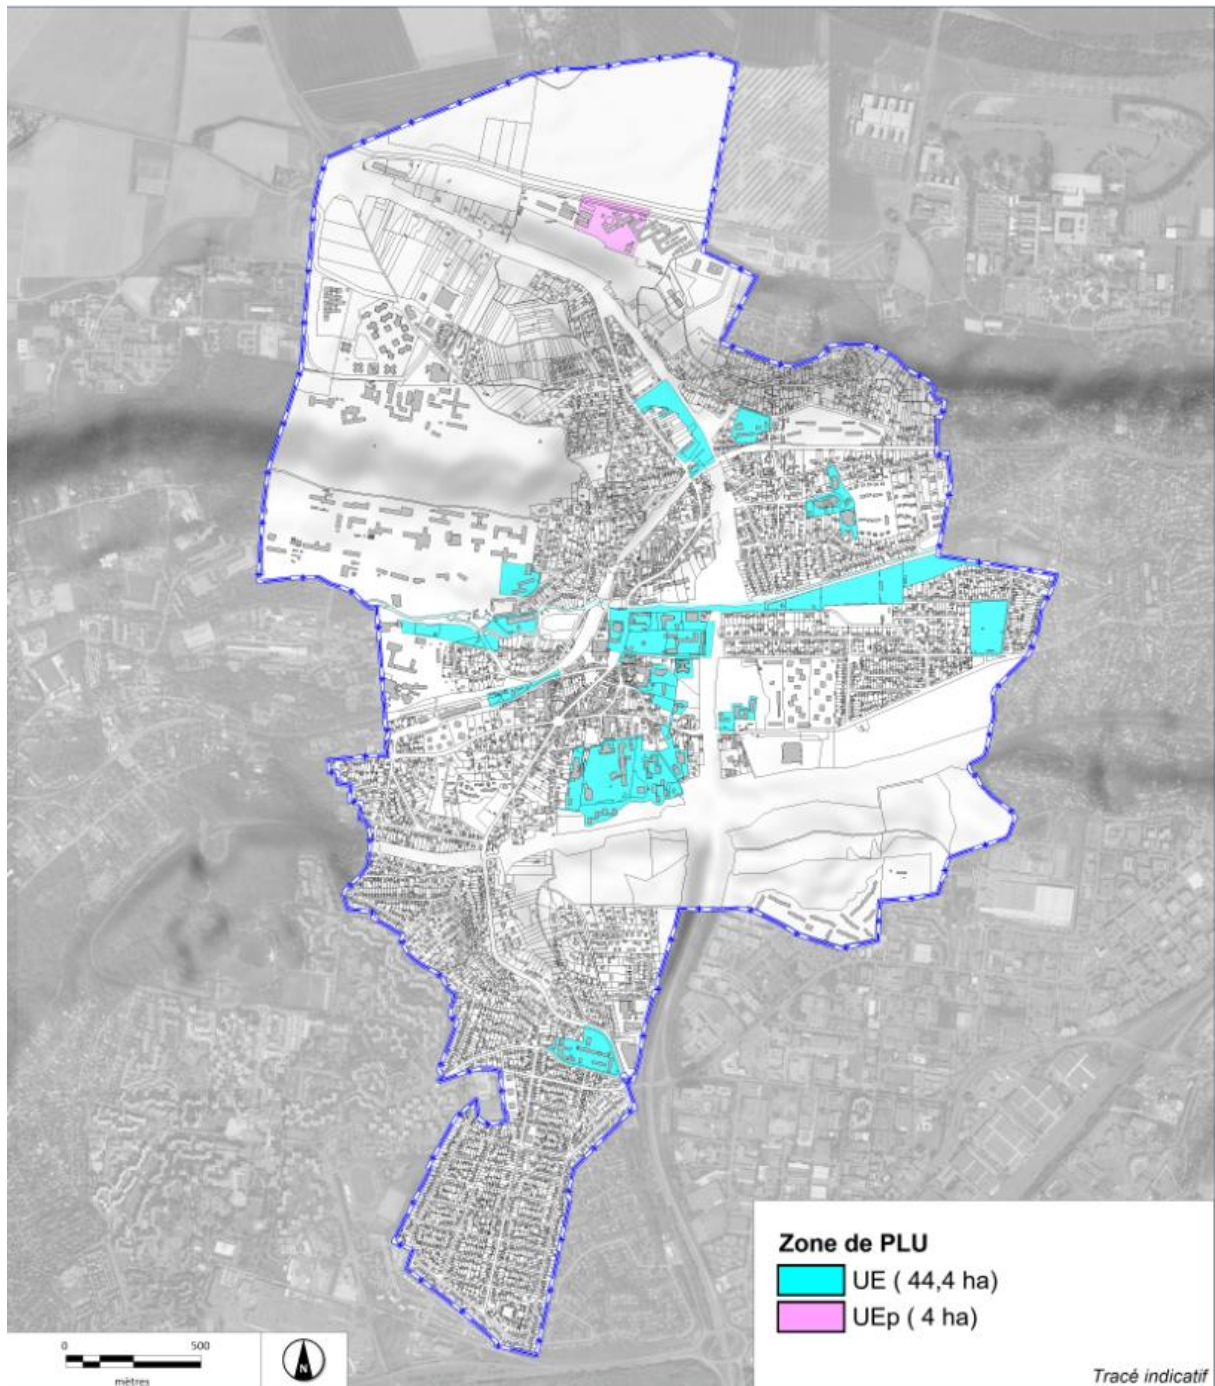 Zone de PLU
UE ( 44,4 ha)
UEp ( 4 ha)
0 500
mètres
N
Tracé indicatif